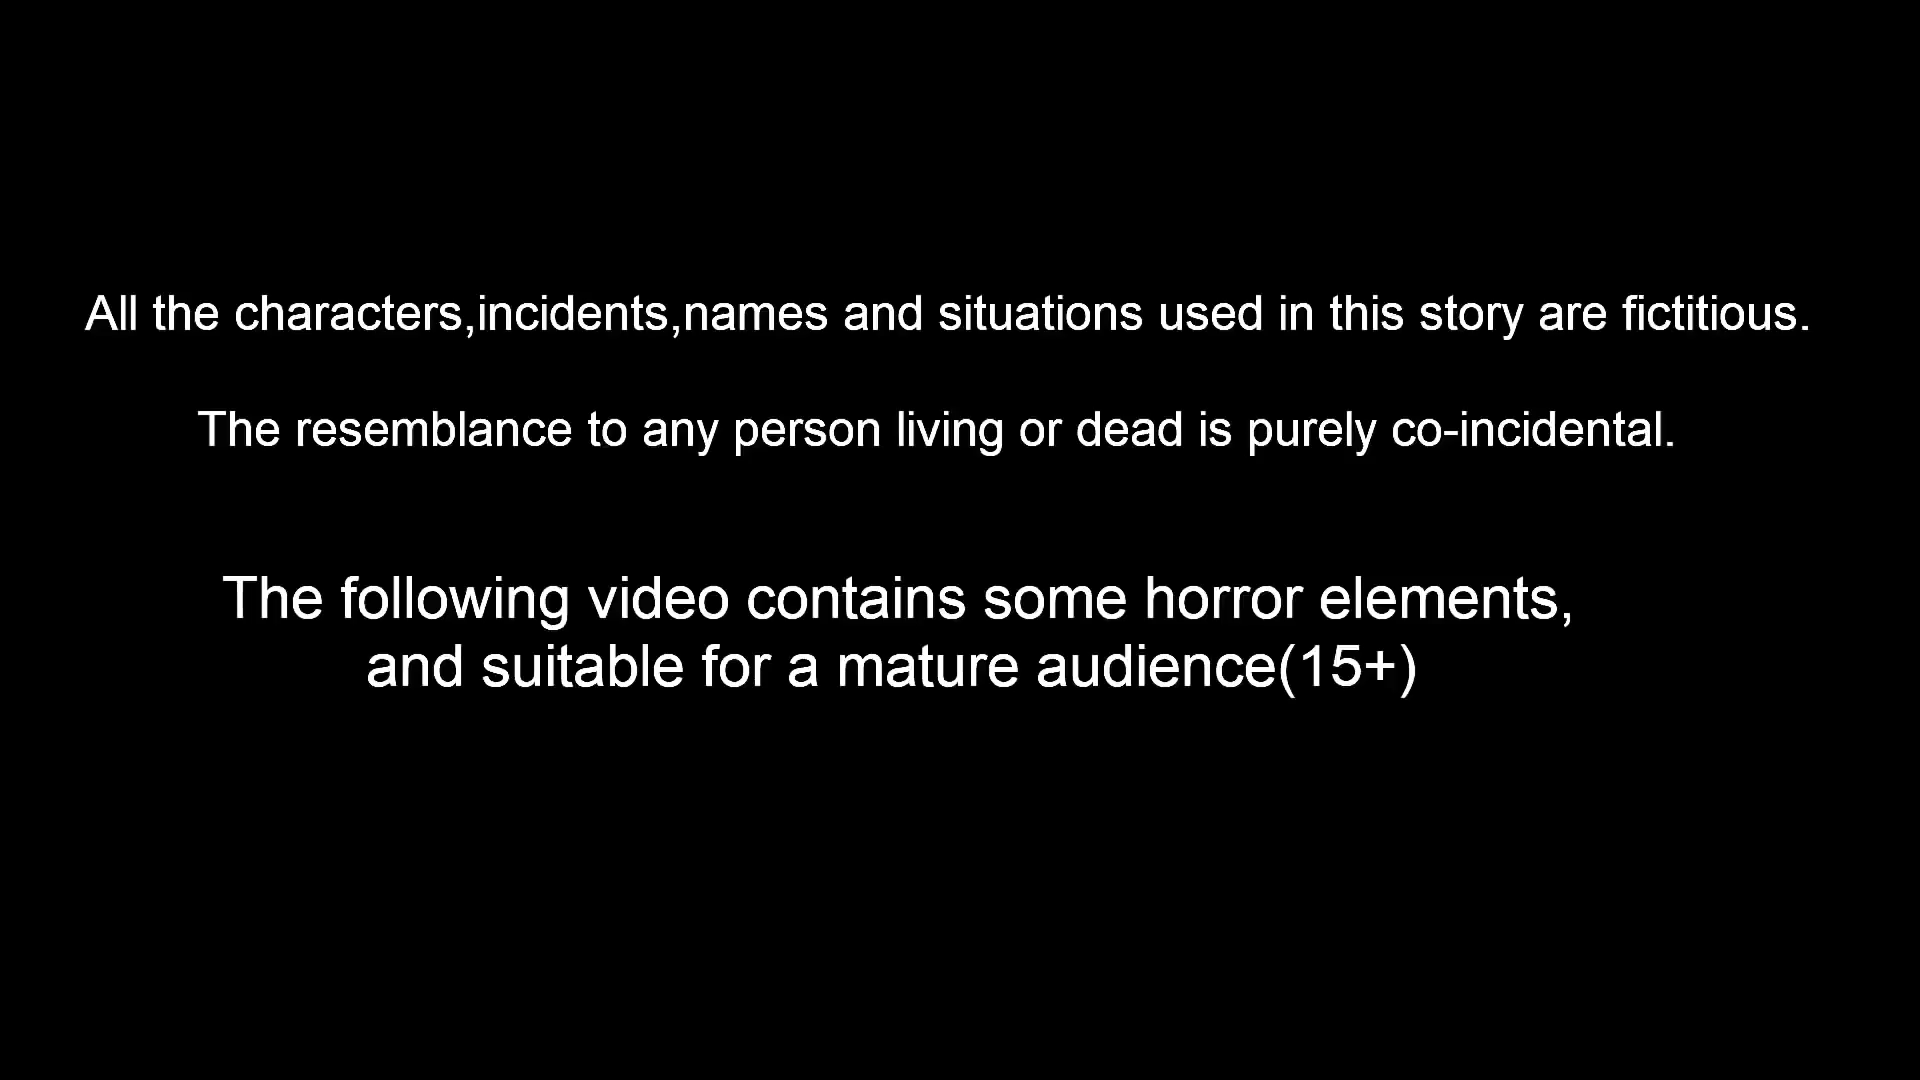 All the characters,incidents,names and situations used in this story are fictitious.
The resemblance to any person living or dead is purely co-incidental.
The following video contains some horror elements,
and suitable for a mature audience(15+)